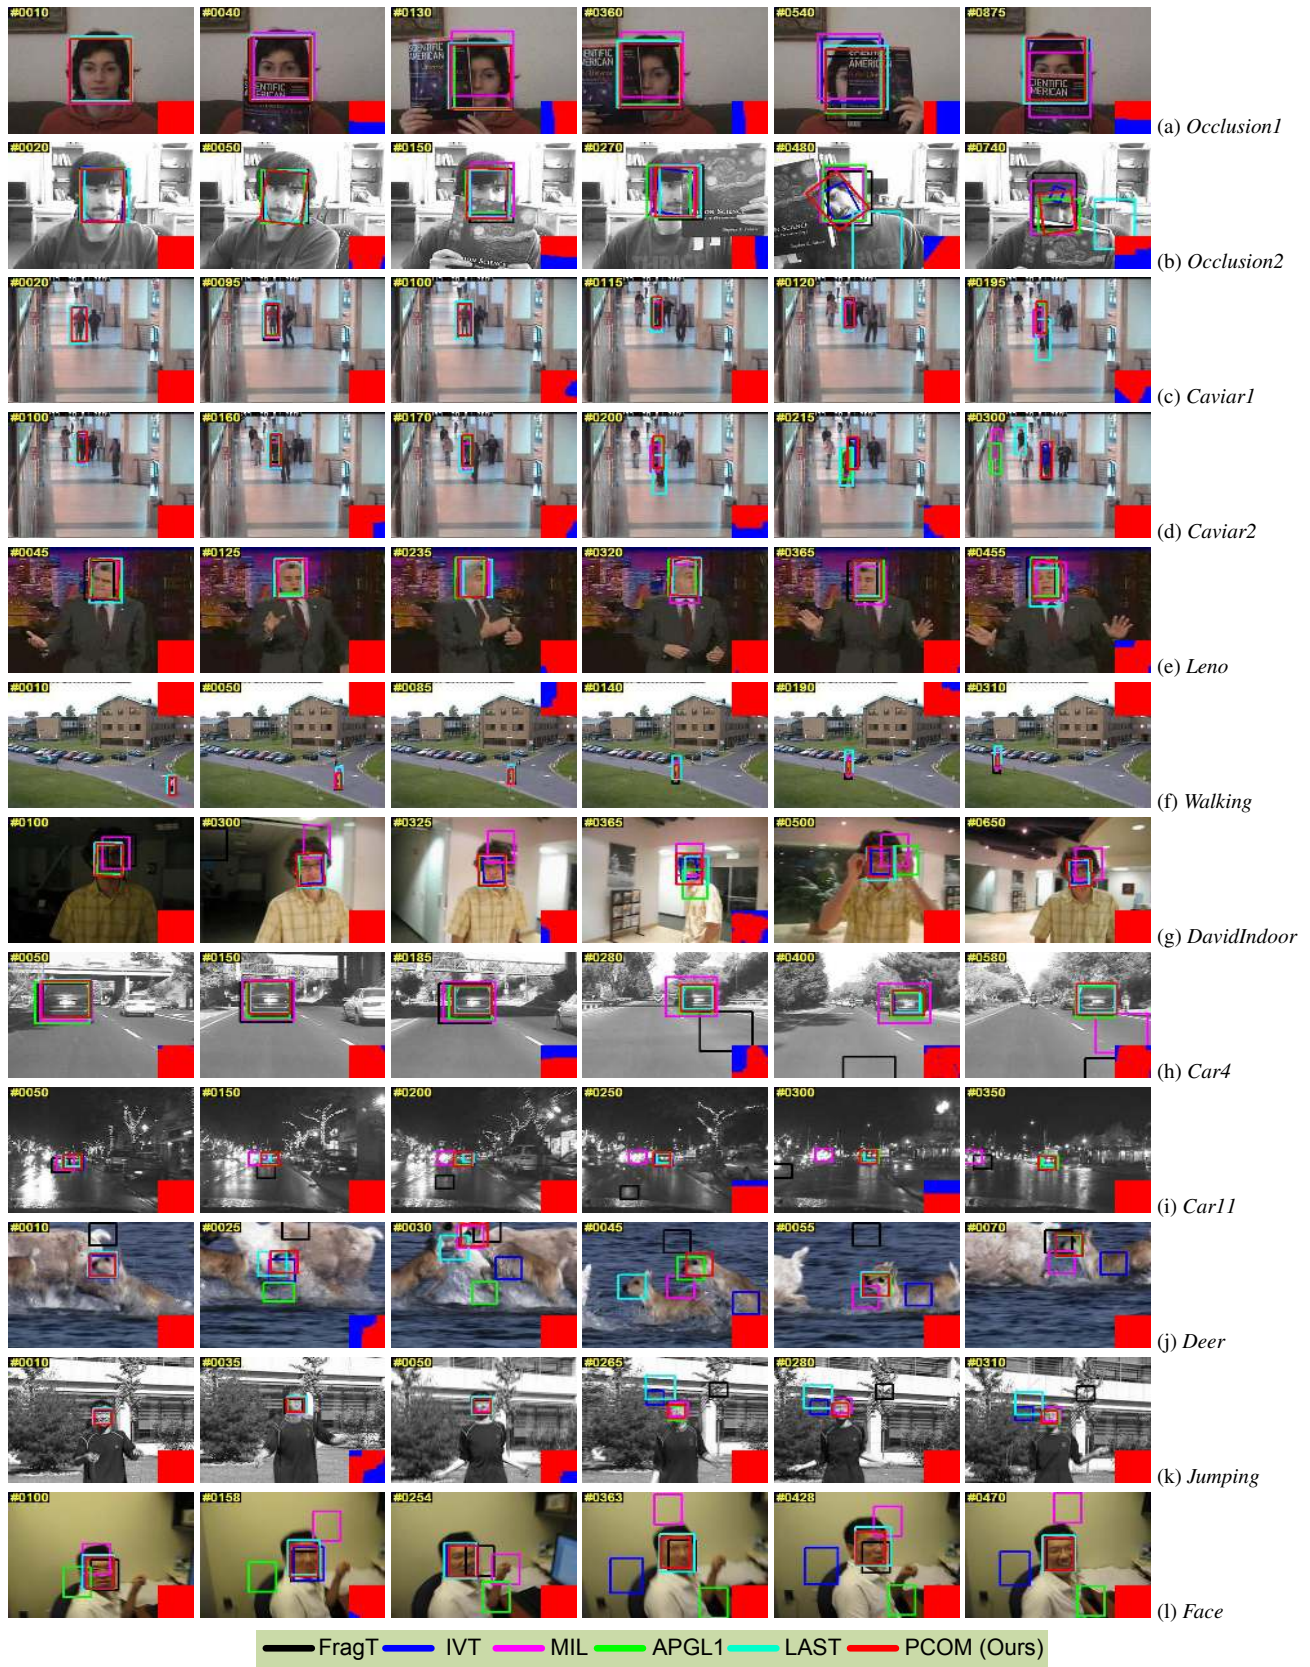 #0010 #0040 #0130 #0360 #0540 #0875
SCIENTIFIC
AMERICAN
(a) Occlusion1
#0020 #0050 #0150 #0270 #0480 #0740
(b) Occlusion2
#0020 #0095 #0100 #0115 #0120 #0195
(c) Caviar1
#0100 #0160 #0170 #0200 #0215 #0300
(d) Caviar2
#0045 #0125 #0235 #0320 #0365 #0455
(e) Leno
#0010 #0050 #0085 #0140 #0190 #0310
(f) Walking
#0100 #0300 #0325 #0365 #0500 #0650
(g) DavidIndoor
#0050 #0150 #0185 #0280 #0400 #0580
(h) Car4
#0050 #0150 #0200 #0250 #0300 #0350
(i) Car11
#0010 #0025 #0030 #0045 #0055 #0070
(j) Deer
#0010 #0035 #0050 #0265 #0280 #0310
(k) Jumping
#0100 #0158 #0254 #0363 #0428 #0470
(l) Face
FragT IVT MIL APGL1 LAST PCOM (Ours)